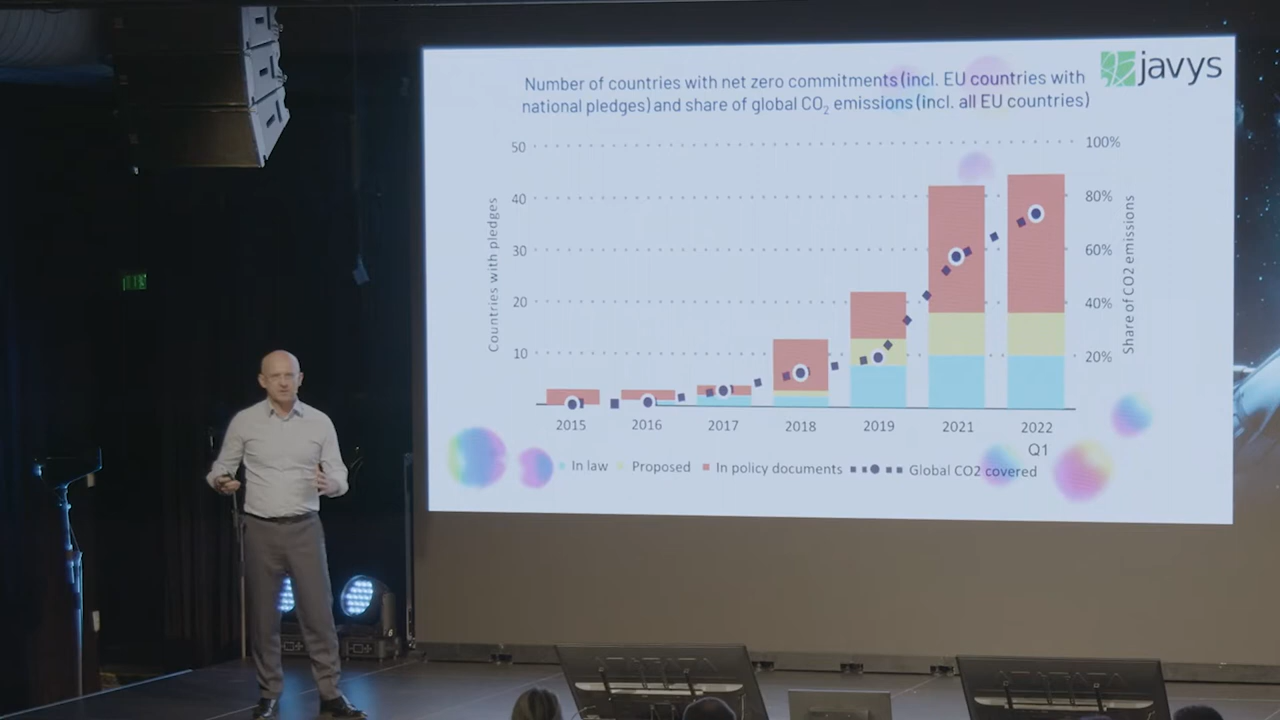 Number of countries with net zero commitments (incl. EU countries with
national pledges) and share of global CO₂ emissions (incl. all EU countries)
javys
50
40
30
20
10
Countries with pledges
100%
80%
60%
40%
20%
Share of CO2 emissions
2015
2016
2017
2018
2019
2021
2022
Q1
In law
Proposed
In policy documents
Global CO2 covered